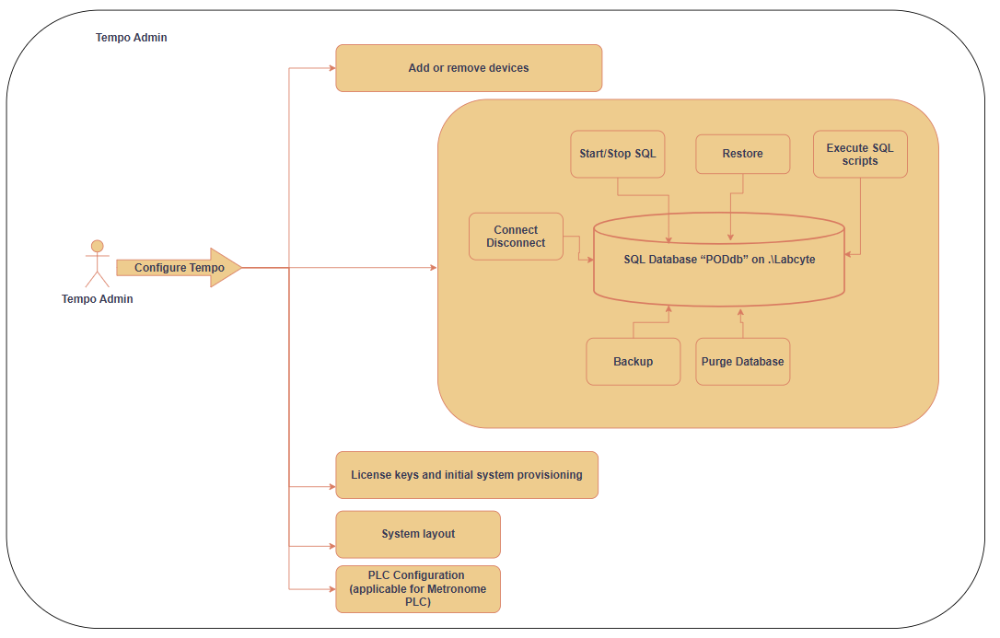 Tempo Admin
Add or remove devices
Start/Stop SQL
Restore
Execute SQL
scripts
Connect
Disconnect
SQL Database “PODdb” on .\Labcyte
Configure Tempo
Tempo Admin
Backup
Purge Database
License keys and initial system provisioning
System layout
PLC Configuration
(applicable for Metronome
PLC)